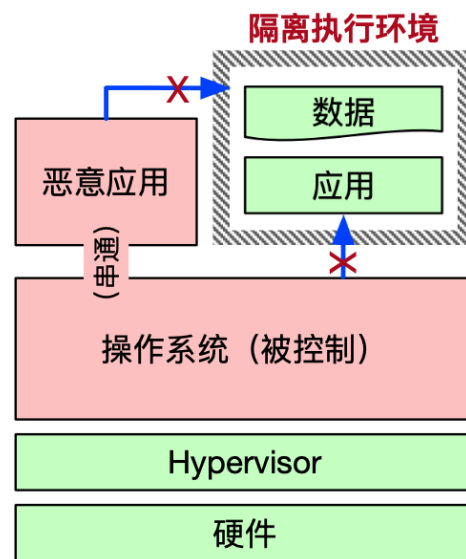 隔离执行环境
数据
恶意应用
应用
(串通)
操作系统（被控制）
Hypervisor
硬件